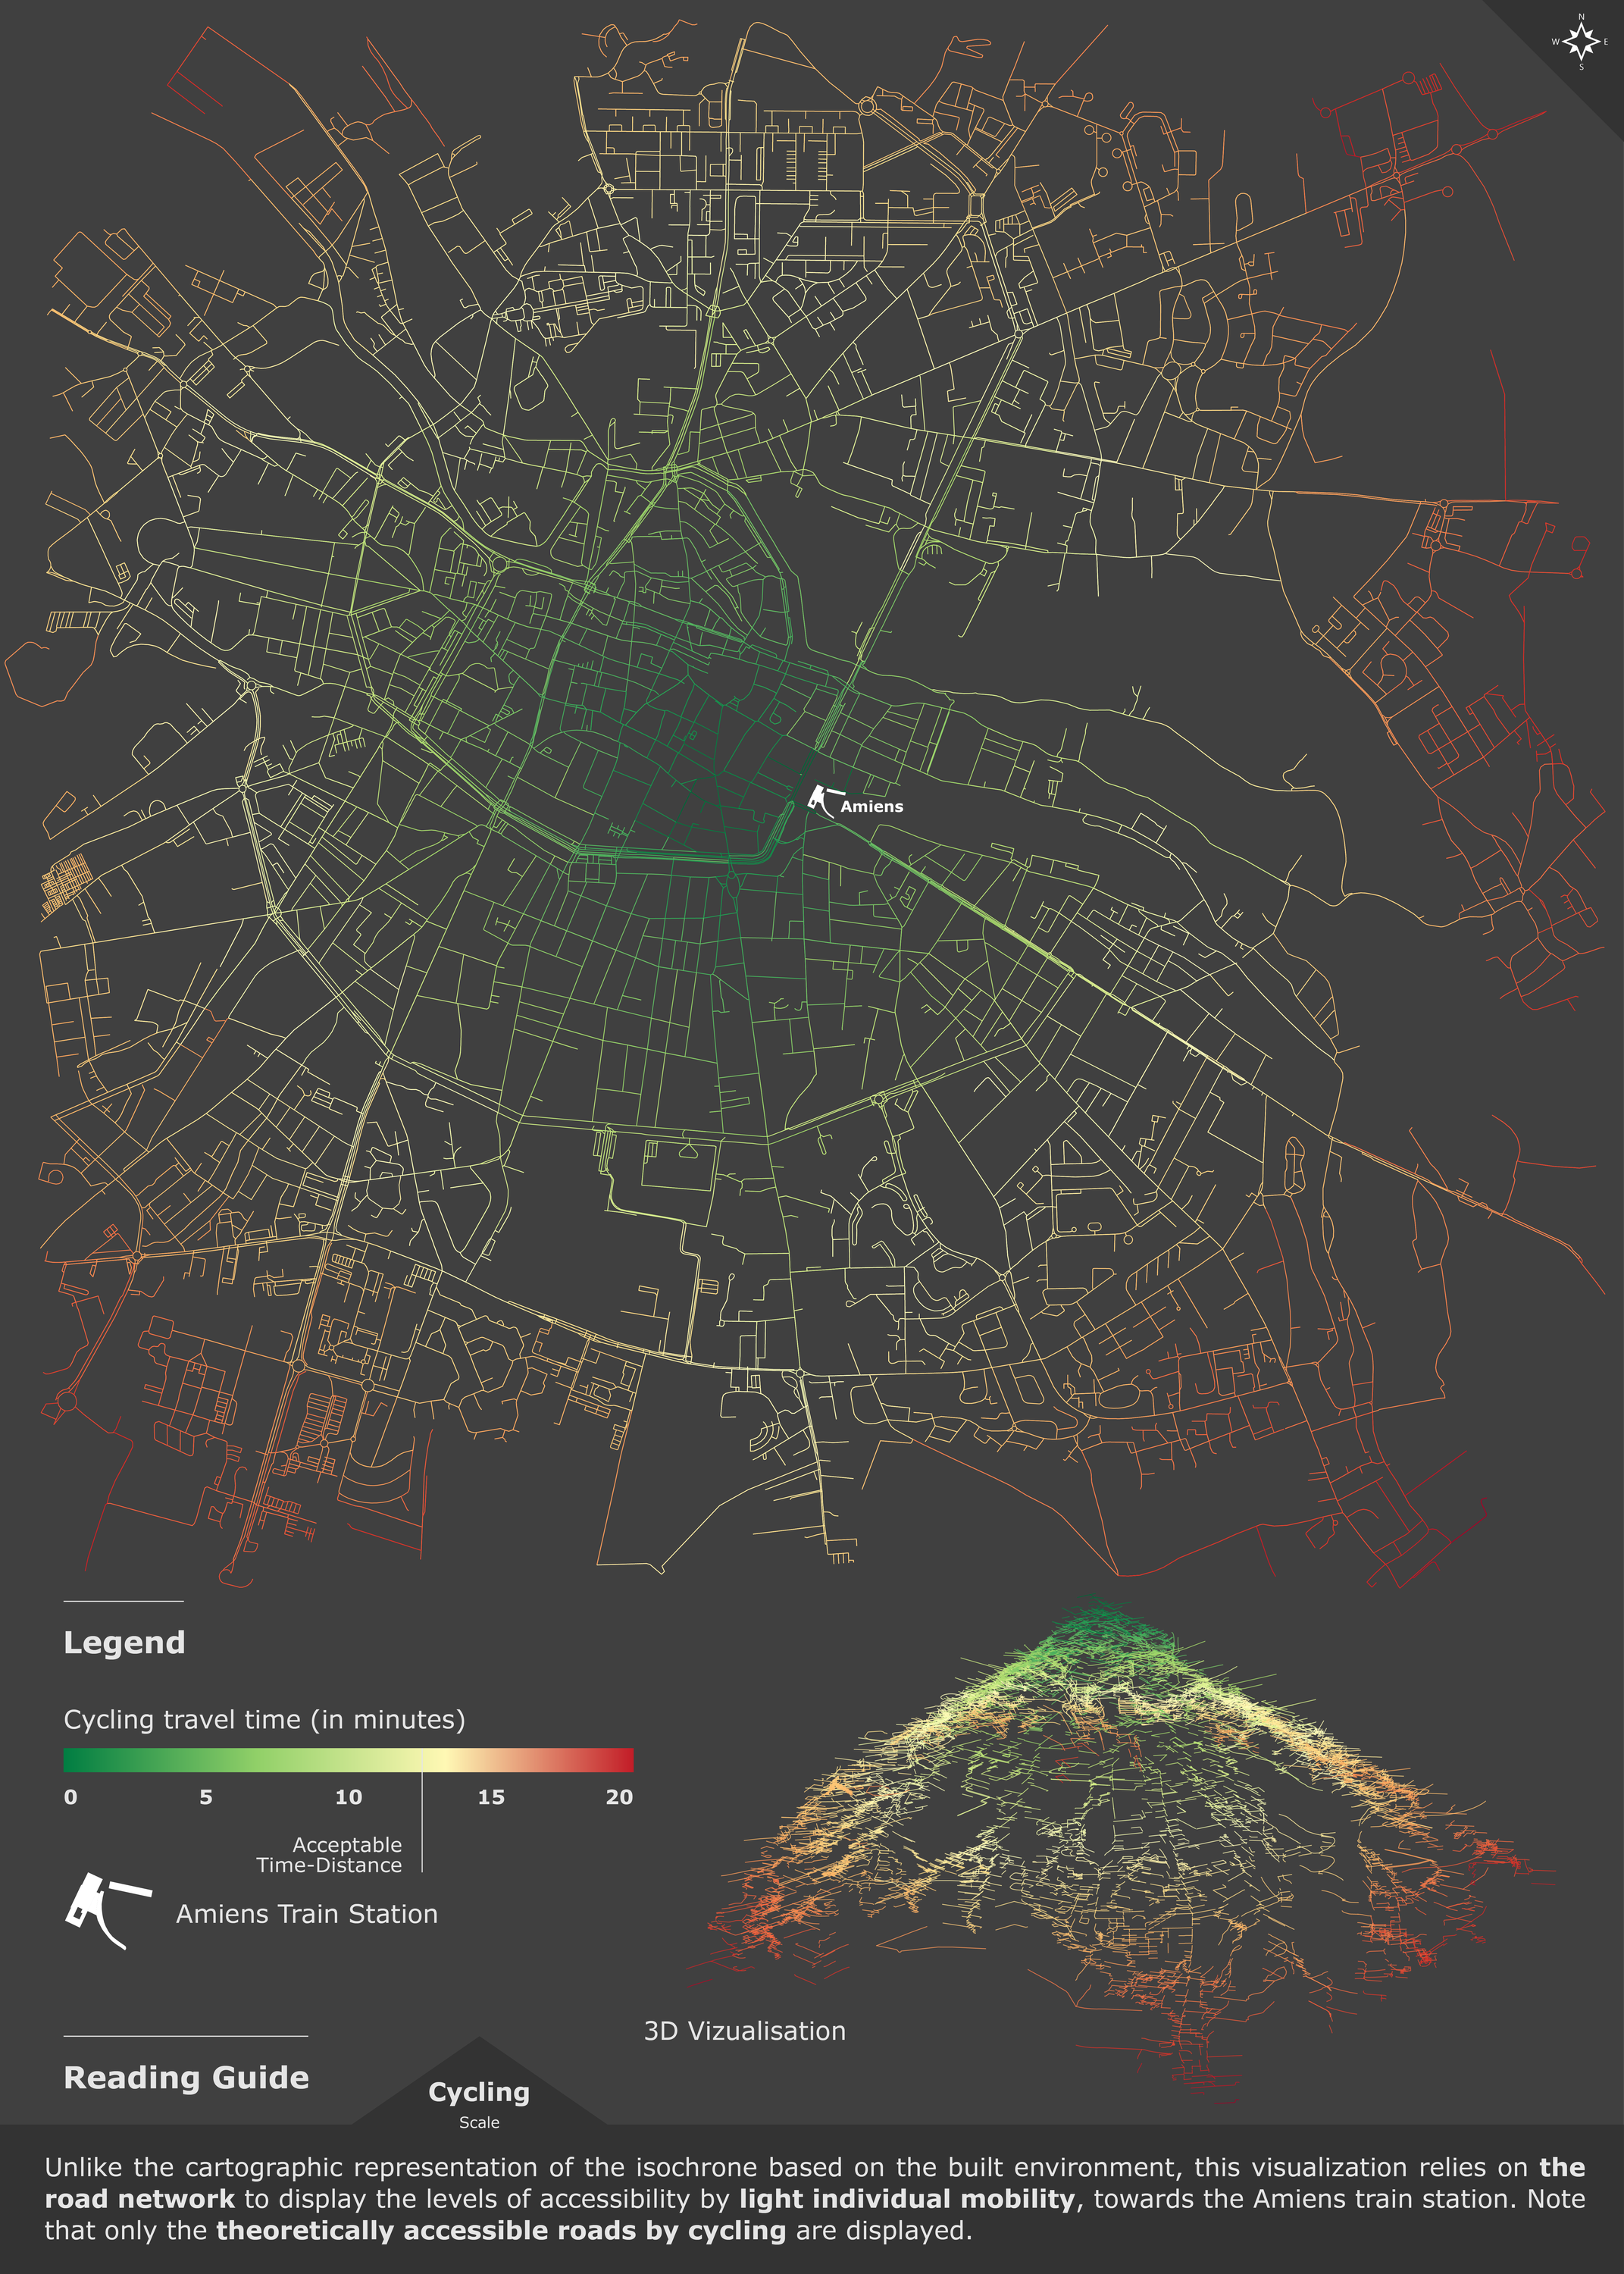 N
W E
S
Amiens
Legend
Cycling travel time (in minutes)
0 5 10 15 20
Acceptable
Time-Distance
Amiens Train Station
3D Vizualisation
Reading Guide
Cycling
Scale
Unlike the cartographic representation of the isochrone based on the built environment, this visualization relies on the
road network to display the levels of accessibility by light individual mobility, towards the Amiens train station. Note
that only the theoretically accessible roads by cycling are displayed.